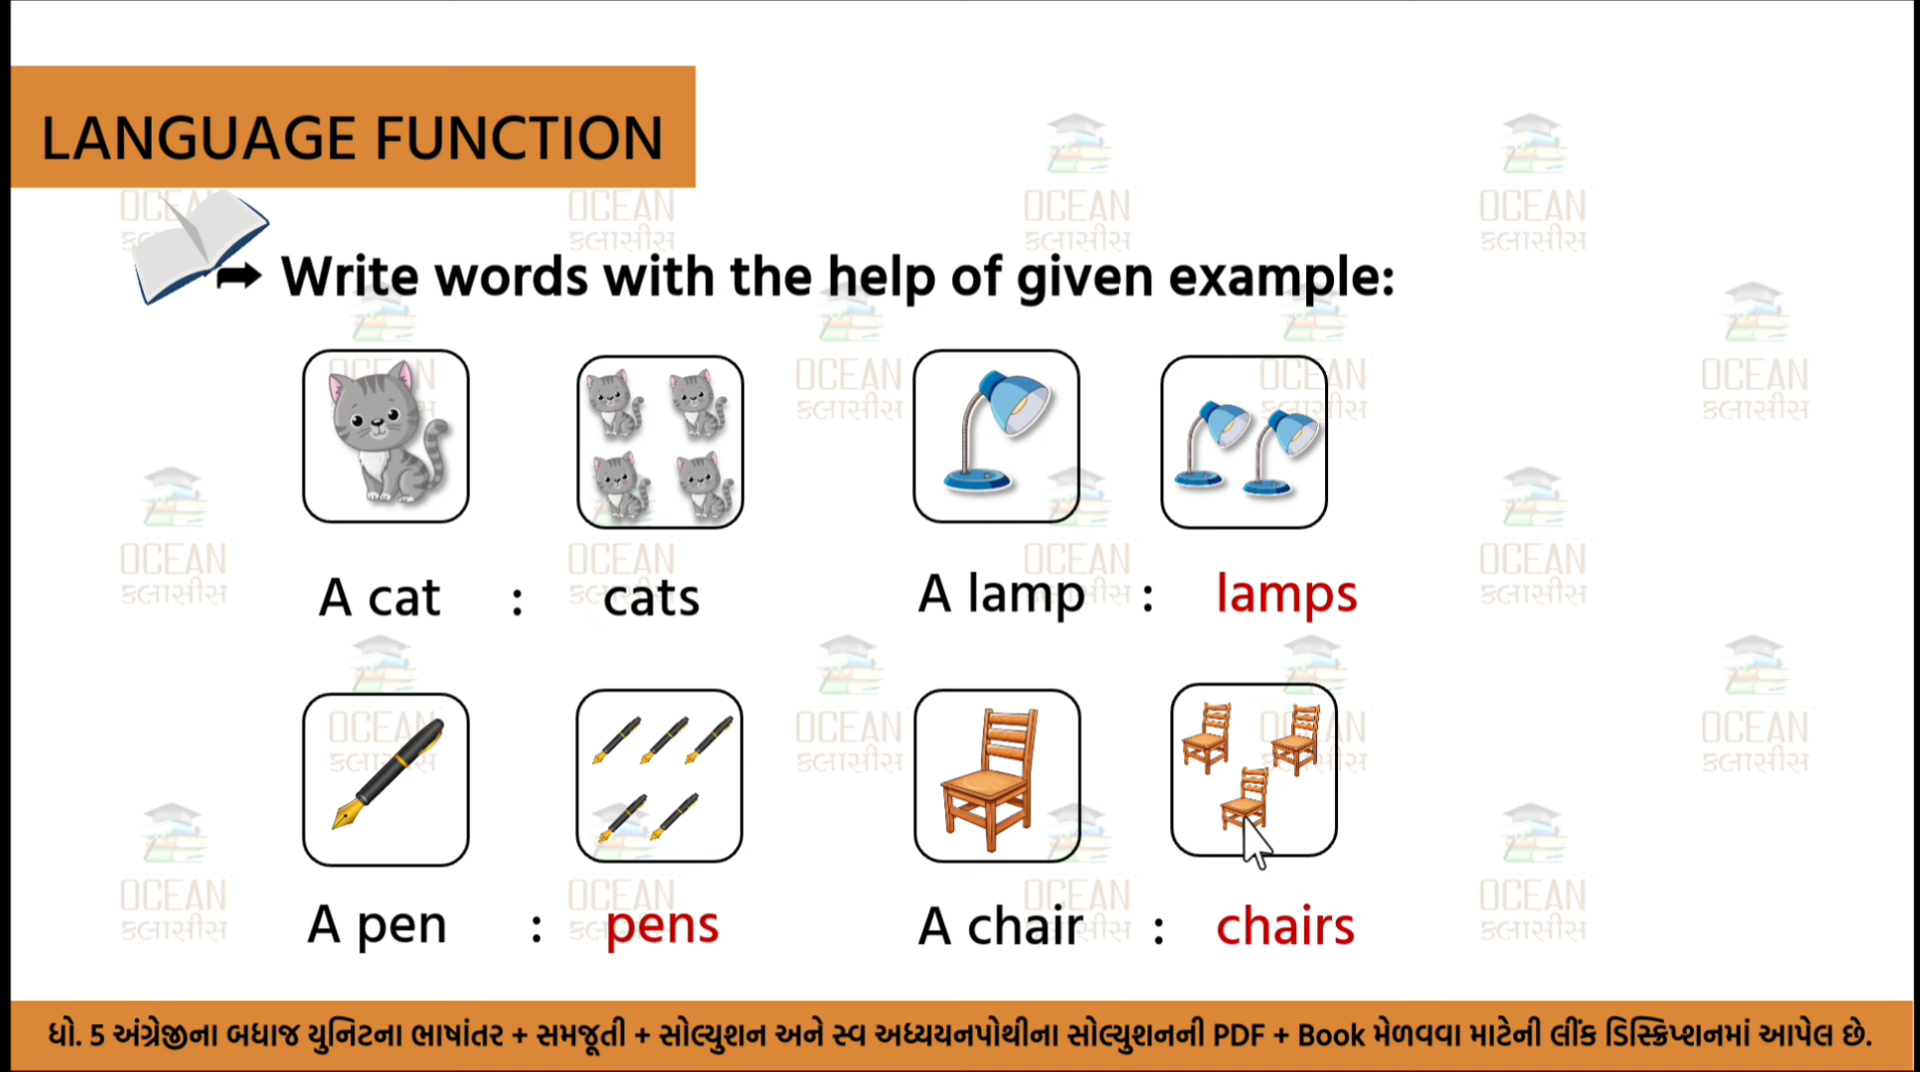 LANGUAGE FUNCTION
Write words with the help of given example:
A cat : cats
A lamp : lamps
A pen : pens
A chair : chairs
ધો. 5 અંગ્રેજીના બધાજ યુનિટના ભાષાંતર + સમજૂતી + સોલ્યુશન અને સ્વ અધ્યયનપોથીના સોલ્યુશનની PDF + Book મેળવવા માટેની લીંક ડિસ્ક્રિપ્શનમાં આપેલ છે.
OCEAN
ક્લાસીસ